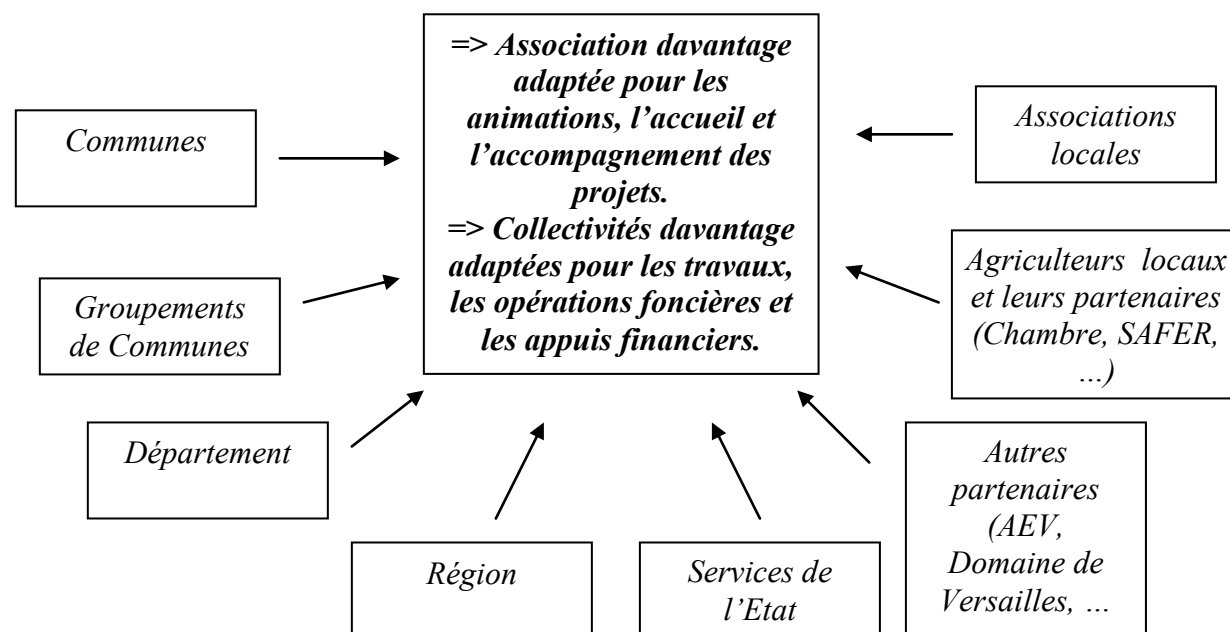 => Association davantage
adaptée pour les
animations, l'accueil et
l'accompagnement des
projets.
=> Collectivités davantage
adaptées pour les travaux,
les opérations foncières et
les appuis financiers.
Communes
Groupements
de Communes
Département
Région
Services de
l'Etat
Autres
partenaires
(AEV,
Domaine de
Versailles, ...
Agriculteurs locaux
et leurs partenaires
(Chambre, SAFER,
...)
Associations
locales